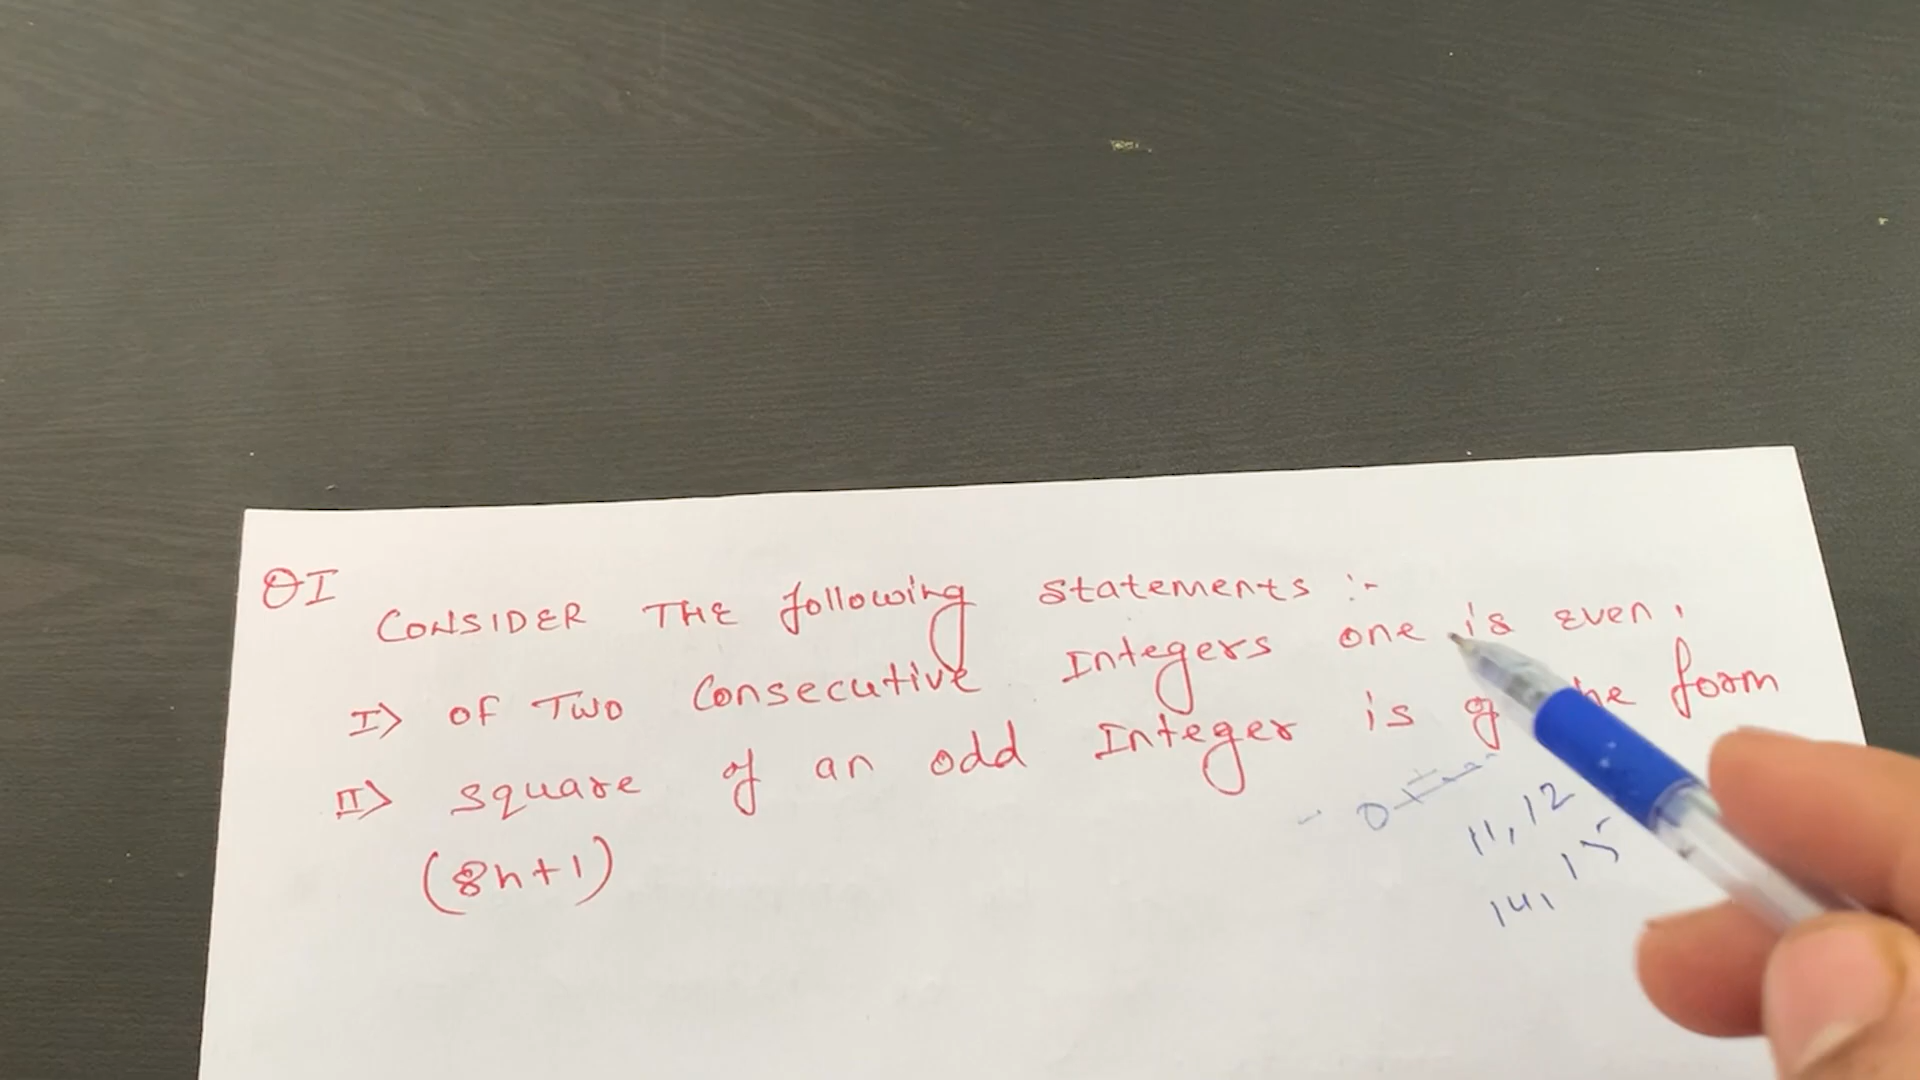 Q1
CONSIDER THE following statements :-
I> OF TWO Consecutive Integers one is even.
II> square of an odd Integer is of he form
(8n+1)
11, 12
14, 15